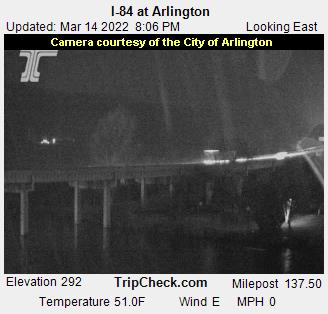 I-84 at Arlington
Updated: Mar 14 2022 8:06 PM Looking East
Camera courtesy of the City of Arlington
Elevation 292 TripCheck.com Milepost 137.50
Temperature 51.0F Wind E MPH 0